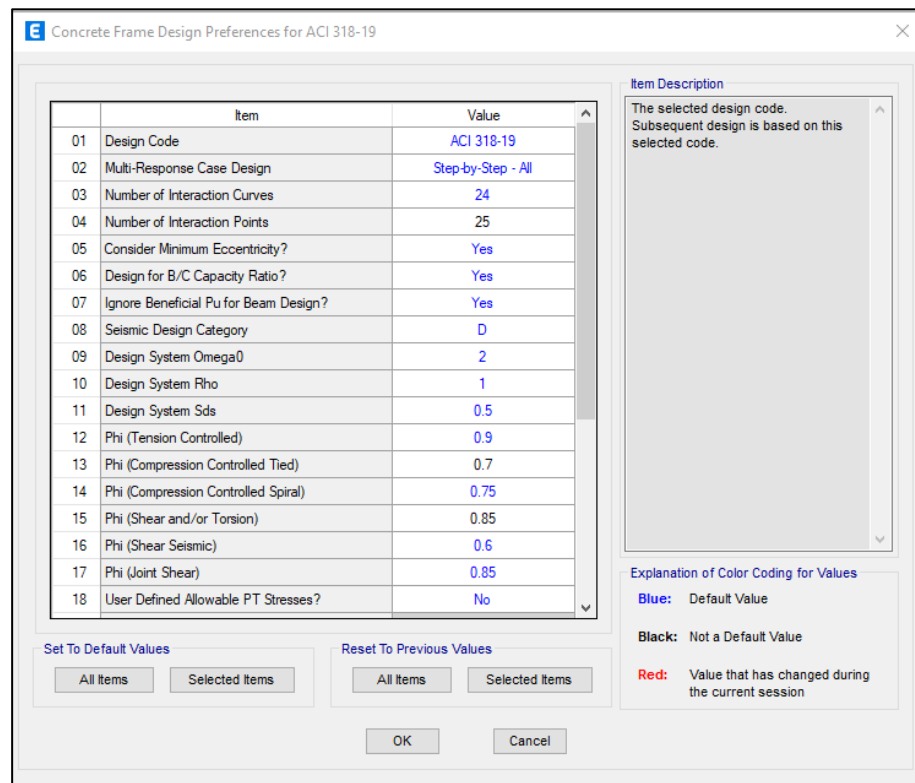 E Concrete Frame Design Preferences for ACI 318-19
Item Value
01 Design Code ACI 318-19
02 Multi-Response Case Design Step-by-Step - All
03 Number of Interaction Curves 24
04 Number of Interaction Points 25
05 Consider Minimum Eccentricity? Yes
06 Design for B/C Capacity Ratio? Yes
07 Ignore Beneficial Pu for Beam Design? Yes
08 Seismic Design Category D
09 Design System Omega0 2
10 Design System Rho 1
11 Design System Sds 0.5
12 Phi (Tension Controlled) 0.9
13 Phi (Compression Controlled Tied) 0.7
14 Phi (Compression Controlled Spiral) 0.75
15 Phi (Shear and/or Torsion) 0.85
16 Phi (Shear Seismic) 0.6
17 Phi (Joint Shear) 0.85
18 User Defined Allowable PT Stresses? No
Item Description
The selected design code.
Subsequent design is based on this
selected code.
Explanation of Color Coding for Values
Blue: Default Value
Black: Not a Default Value
Red: Value that has changed during
the current session
Set To Default Values
All Items Selected Items
Reset To Previous Values
All Items Selected Items
OK Cancel